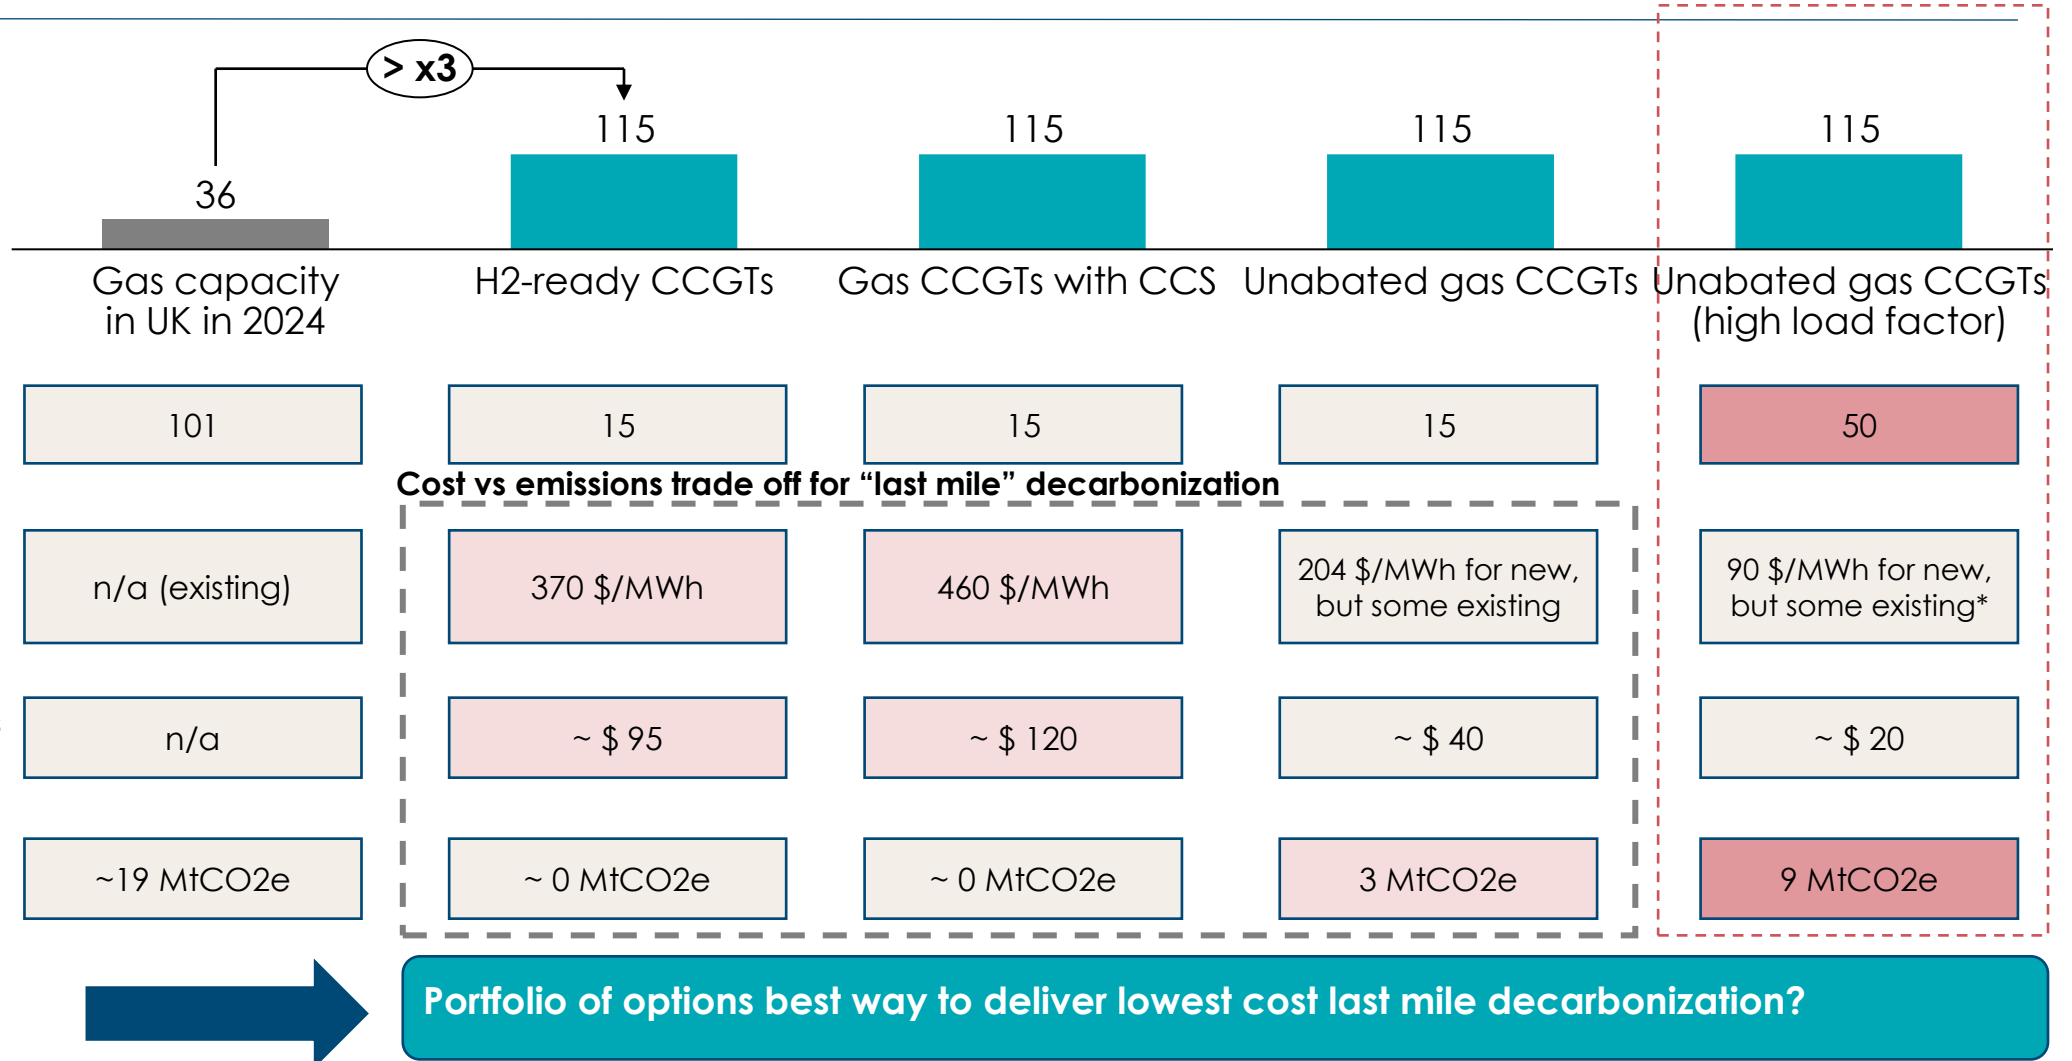 > x3
36
115
115
115
115
Gas capacity
in UK in 2024
H2-ready CCGTs
Gas CCGTs with CCS
Unabated gas CCGTs
Unabated gas CCGTs
(high load factor)
101
15
15
15
50
Cost vs emissions trade off for “last mile” decarbonization
n/a (existing)
370 $/MWh
460 $/MWh
204 $/MWh for new,
but some existing
90 $/MWh for new,
but some existing*
n/a
~ $ 95
~ $ 120
~ $ 40
~ $ 20
~19 MtCO2e
~ 0 MtCO2e
~ 0 MtCO2e
3 MtCO2e
9 MtCO2e
Portfolio of options best way to deliver lowest cost last mile decarbonization?